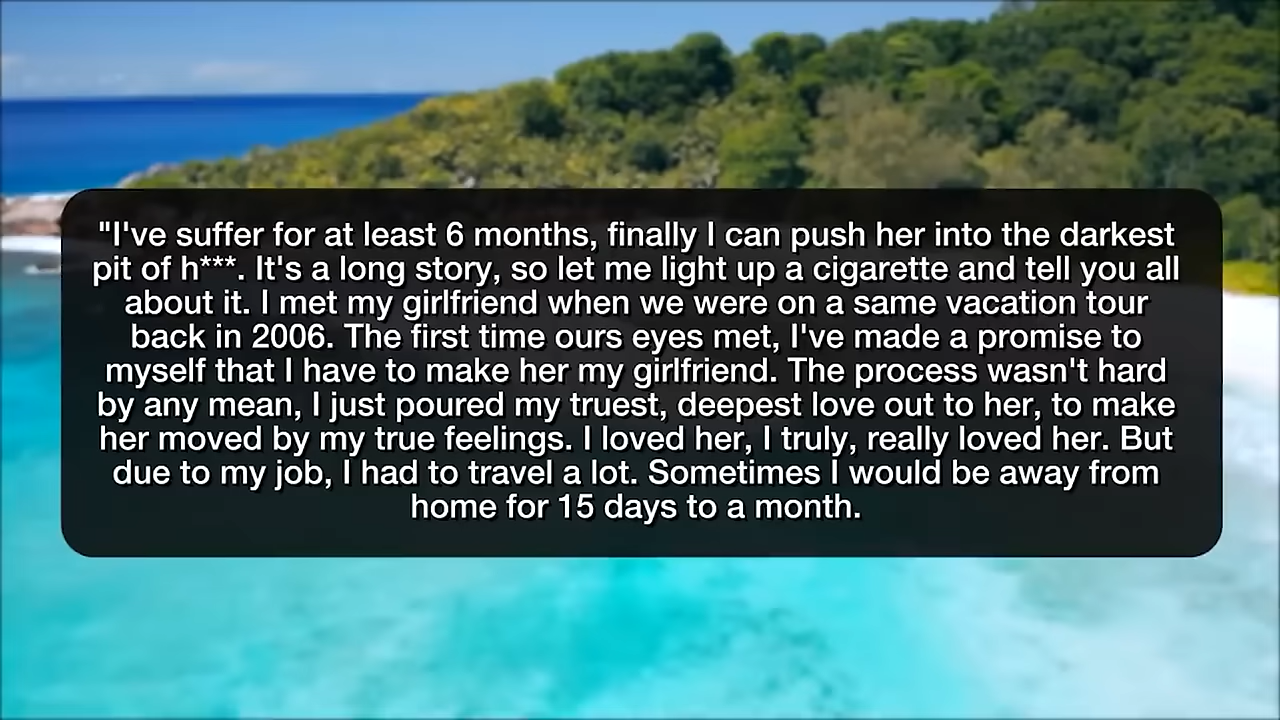 "I've suffer for at least 6 months, finally I can push her into the darkest
pit of h***. It's a long story, so let me light up a cigarette and tell you all
about it. I met my girlfriend when we were on a same vacation tour
back in 2006. The first time ours eyes met, I've made a promise to
myself that I have to make her my girlfriend. The process wasn't hard
by any mean, I just poured my truest, deepest love out to her, to make
her moved by my true feelings. I loved her, I truly, really loved her. But
due to my job, I had to travel a lot. Sometimes I would be away from
home for 15 days to a month.